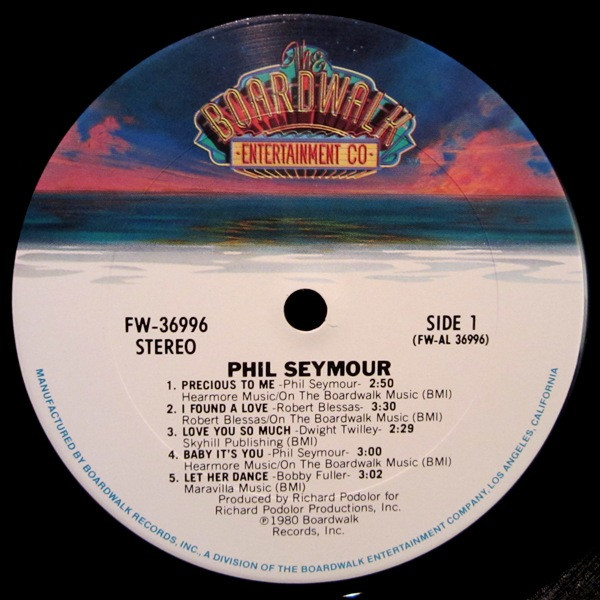 The
BOARDWALK
ENTERTAINMENT CO
FW-36996
STEREO
SIDE 1
(FW-AL 36996)
PHIL SEYMOUR
1. PRECIOUS TO ME -Phil Seymour- 2:50
Hearmore Music/On The Boardwalk Music (BMI)
2. I FOUND A LOVE -Robert Blessas- 3:30
Robert Blessas/On The Boardwalk Music (BMI)
3. LOVE YOU SO MUCH -Dwight Twilley- 2:29
Skyhill Publishing (BMI)
4. BABY IT'S YOU -Phil Seymour- 3:00
Hearmore Music/On The Boardwalk Music (BMI)
5. LET HER DANCE -Bobby Fuller- 3:02
Maravilla Music (BMI)
Produced by Richard Podolor for
Richard Podolor Productions, Inc.
℗1980 Boardwalk
Records, Inc.
MANUFACTURED BY BOARDWALK RECORDS, INC., A DIVISION OF THE BOARDWALK ENTERTAINMENT COMPANY, LOS ANGELES, CALIFORNIA